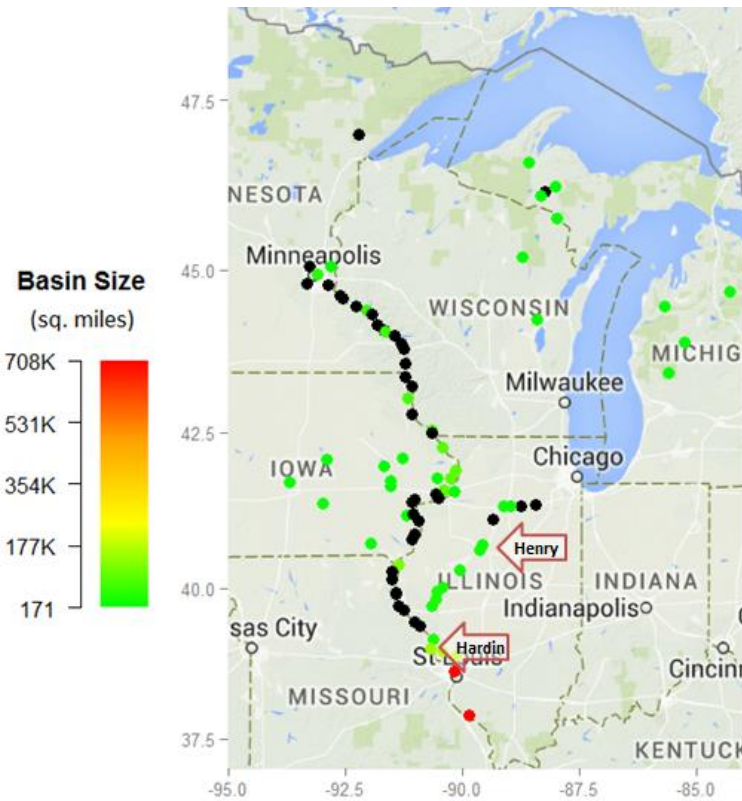 47.5
NESOTA
Minneapolis
45.0
Basin Size
(sq. miles)
WISCONSIN
708K
MICHIG
531K
Milwaukee
42.5
354K
Chicago
IOWA
177K
Henry
171
40.0
ILLINOIS
INDIANA
Indianapolis
sas City
Hardin
St Louis
Cincinn
MISSOURI
37.5
KENTUCK
-95.0
-92.5
-90.0
-87.5
-85.0